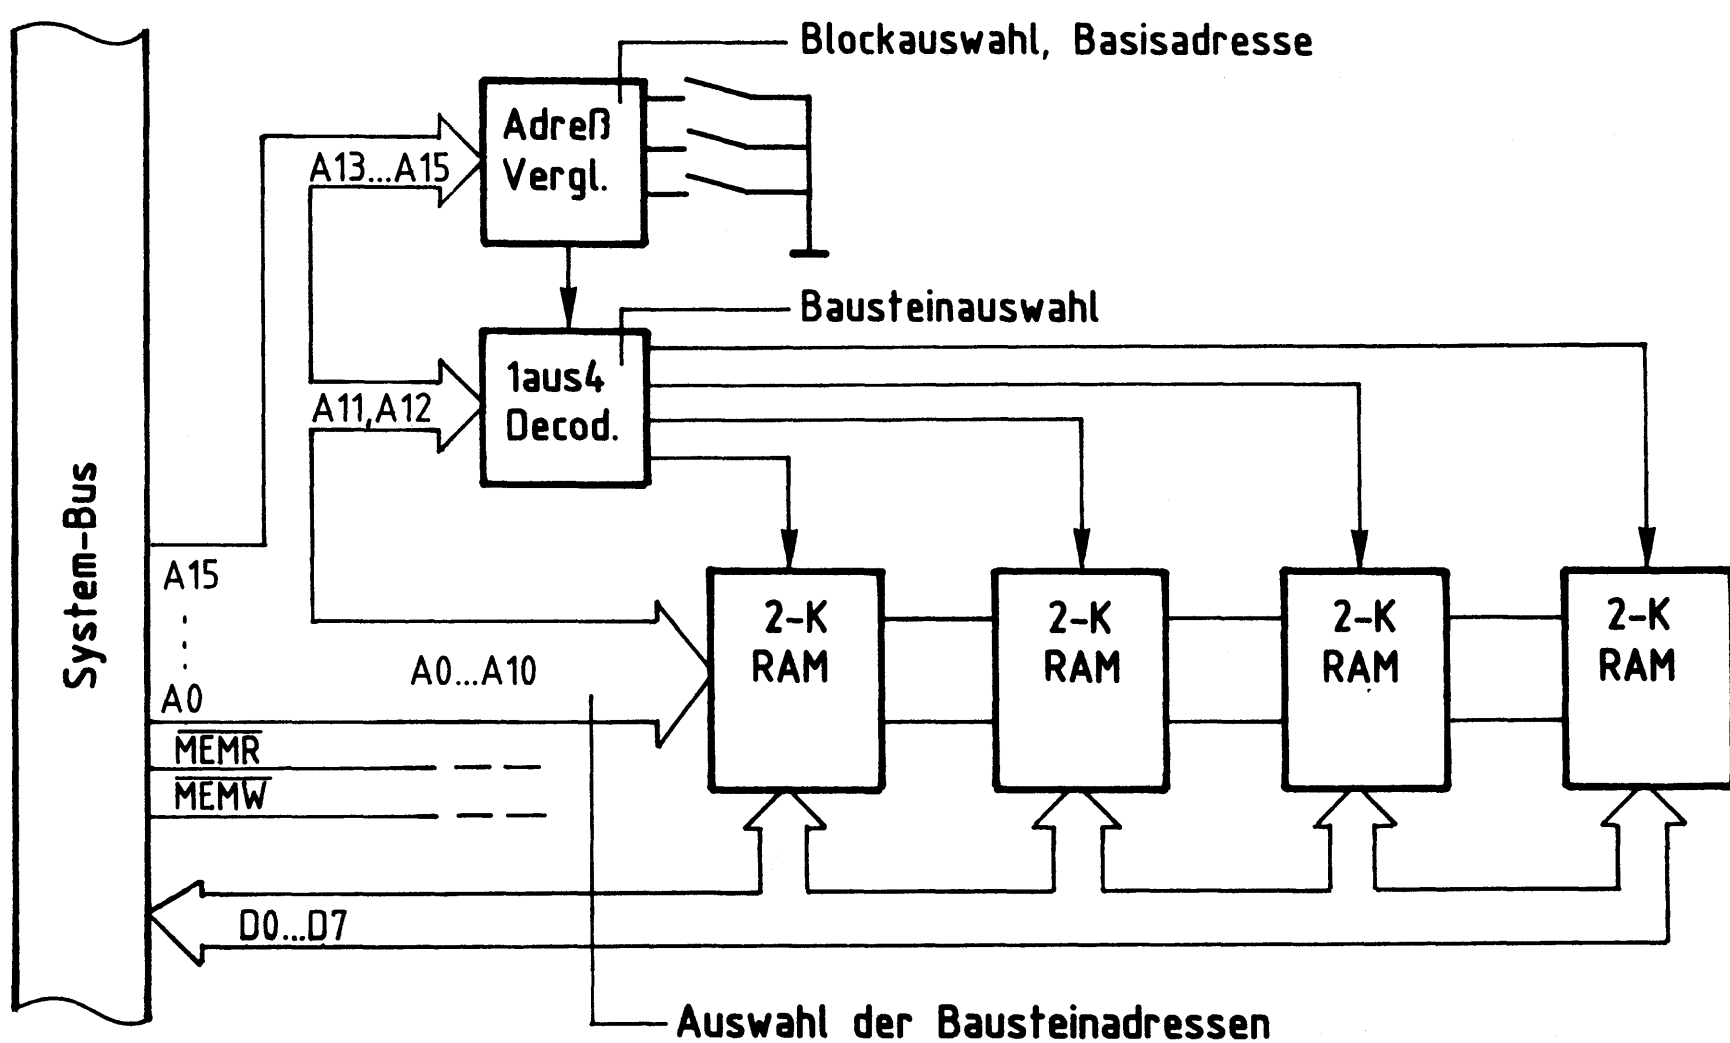 Blockauswahl, Basisadresse
Adreß
Vergl.
A13...A15
Bausteinauswahl
1aus4
Decod.
A11,A12
System-Bus
A15
A0
A0...A10
2-K
RAM
2-K
RAM
2-K
RAM
2-K
RAM
MEMR
MEMW
D0...D7
Auswahl der Bausteinadressen